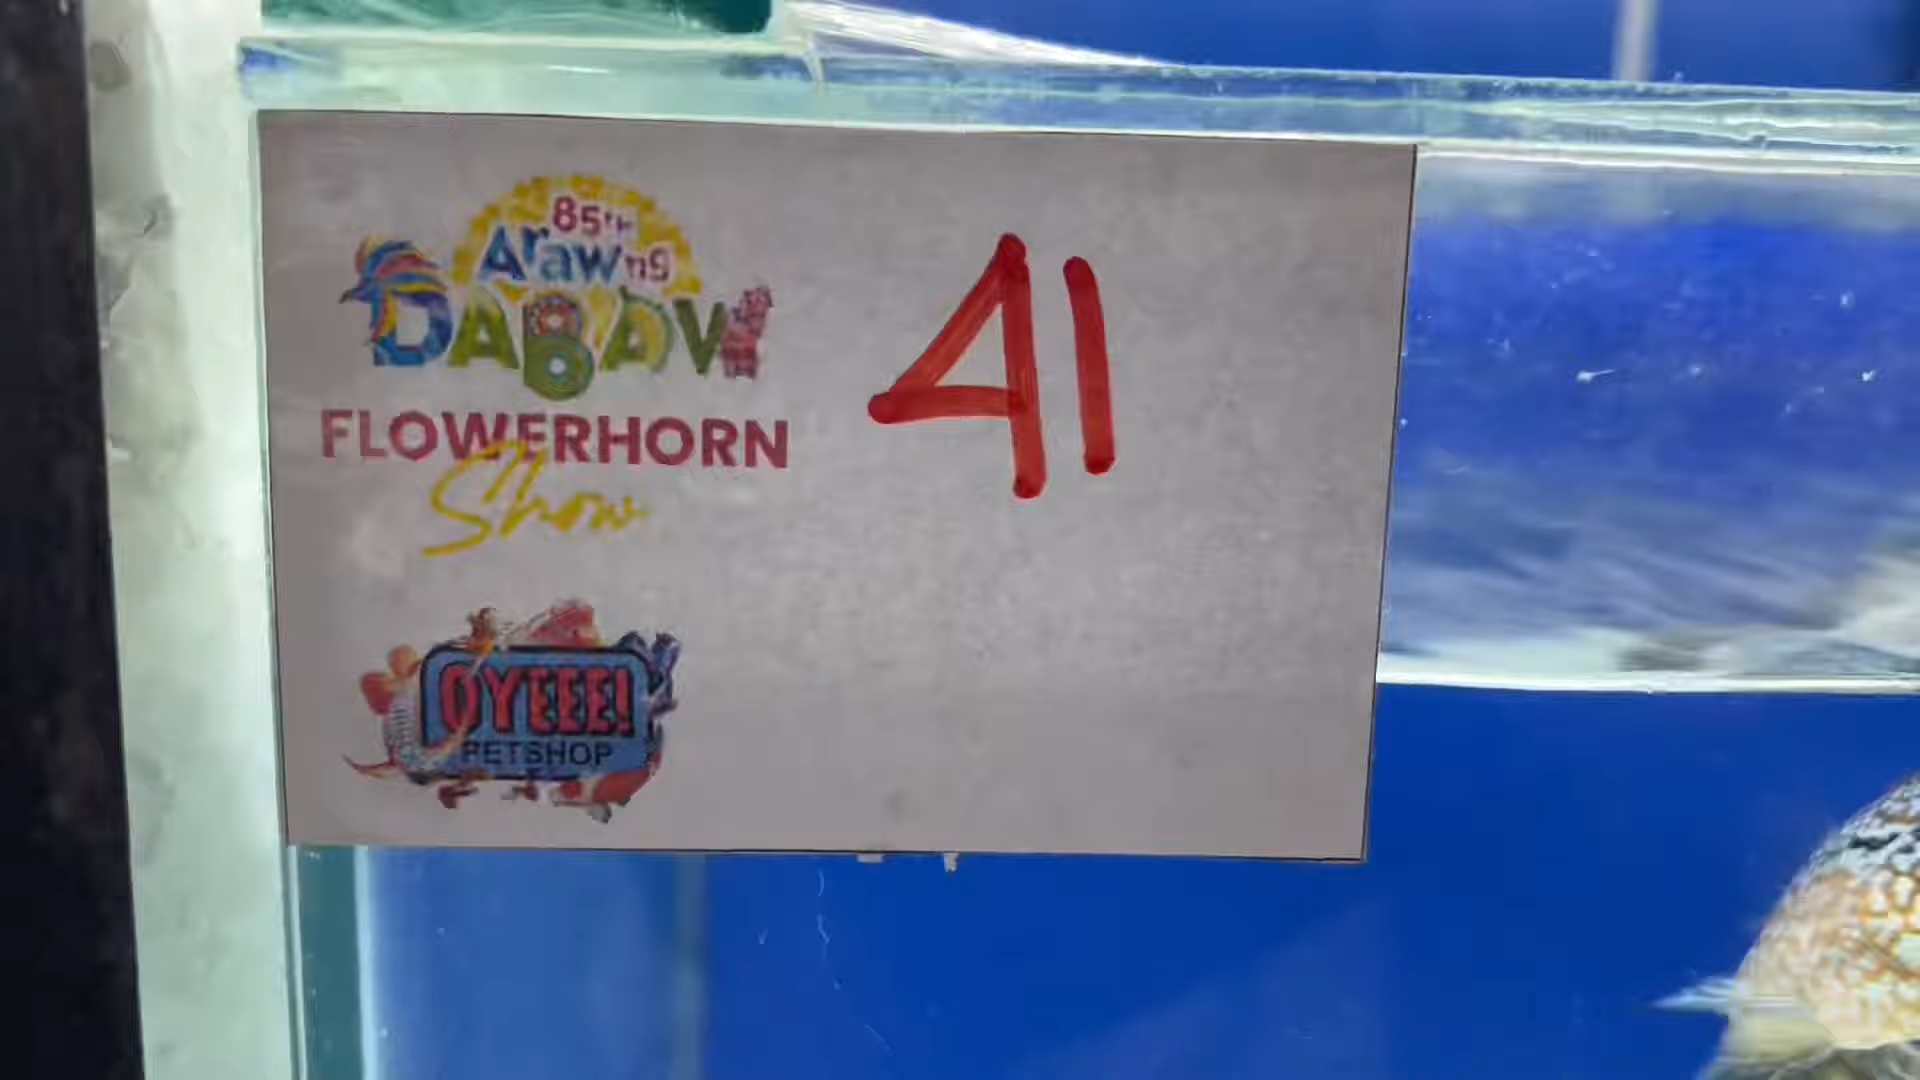 85th
Araw ng
DABAW
FLOWERHORN
Show
41
OYEEE!
PETSHOP